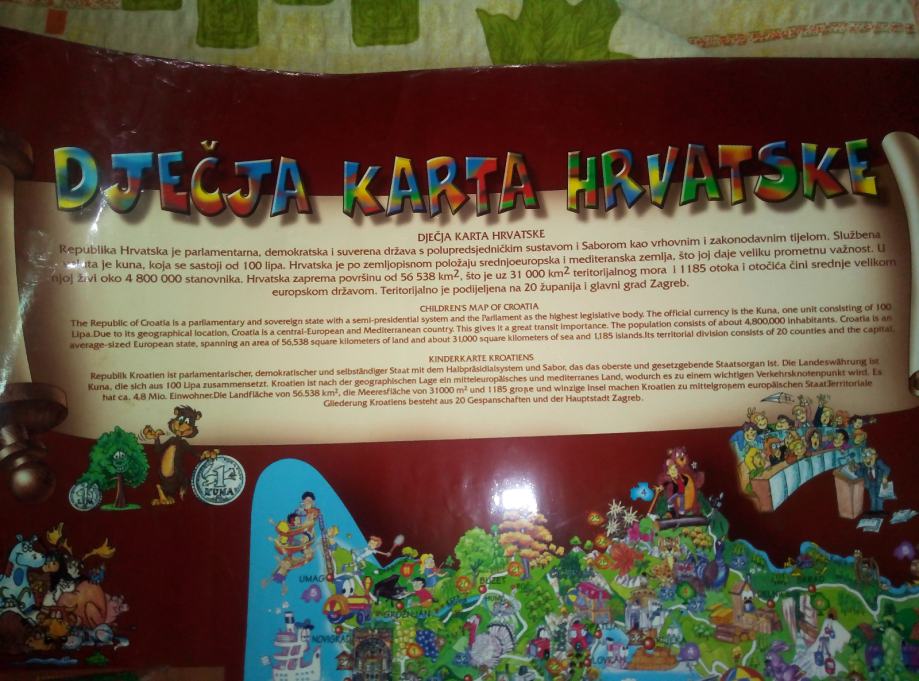 DJEČJA KARTA HRVATSKE
DJEČJA KARTA HRVATSKE
Republika Hrvatska je parlamentarna, demokratska i suverena država s polupredsjedničkim sustavom i Saborom kao vrhovnim i zakonodavnim tijelom. Službena
je kuna, koja se sastoji od 100 lipa. Hrvatska je po zemljopisnom položaju srednjoeuropska i mediteranska zemlja, što joj daje veliku prometnu važnost. U
njoj živi oko 4 800 000 stanovnika. Hrvatska zaprema površinu od 56 538 km², što je uz 31 000 km² teritorijalnog mora i 1185 otoka i otočića čini srednje velikom
europskom državom. Teritorijalno je podijeljena na 20 županija i glavni grad Zagreb.
CHILDREN'S MAP OF CROATIA
The Republic of Croatia is a parliamentary and sovereign state with a semi-presidential system and the Parliament as the highest legislative body. The official currency is the Kuna, one unit consisting of 100
Lipa.Due to its geographical location, Croatia is a central-European and Mediterranean country. This gives it a great transit importance. The population consists of about 4,800,000 inhabitants. Croatia is an
average-sized European state, spanning an area of 56,538 square kilometers of land and about 31,000 square kilometers of sea and 1,185 islands.Its territorial division consists of 20 counties and the capital,
KINDERKARTE KROATIENS
Republik Kroatien ist parlamentarischer, demokratischer und selbständiger Staat mit dem Halbpräsidialsystem und Sabor, das das oberste und gesetzgebende Staatsorgan ist. Die Landeswährung ist
Kuna, die sich aus 100 Lipa zusammensetzt. Kroatien ist nach der geographischen Lage ein mitteleuropäisches und mediterranes Land, wodurch es zu einem wichtigen Verkehrsknotenpunkt wird. Es
hat ca. 4,8 Mio. Einwohner.Die Landfläche von 56.538 km², die Meeresfläche von 31000 m² und 1185 große und winzige Insel machen Kroatien zu mittelgroßem europäischen Staat.Territoriale
Gliederung Kroatiens besteht aus 20 Gespanschaften und der Hauptstadt Zagreb.
1
1
KUNA
UMAG
BUZET
GROŽNJAN
NOVIGRAD
LOVRAN